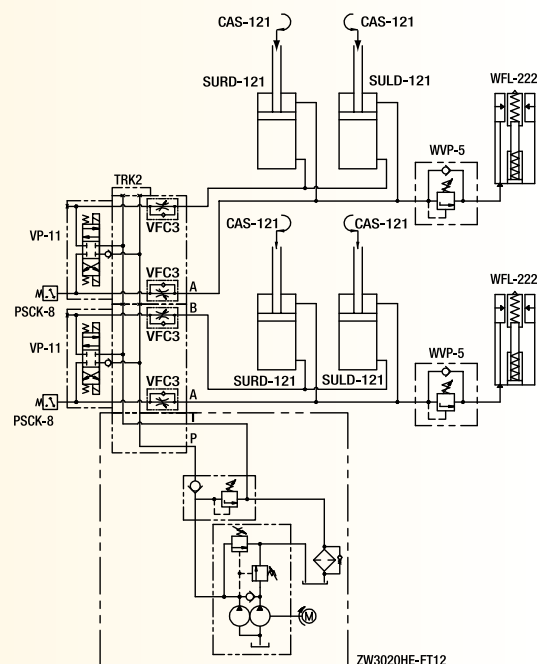 CAS-121 CAS-121
SURD-121 SULD-121
WFL-222
WVP-5
TRK2
VP-11
VFC3
CAS-121 CAS-121
VFC3 A
PSCK-8
B
VFC3
WFL-222
VP-11
WVP-5
VFC3
SURD-121 SULD-121
A
PSCK-8
T
P
M
ZW3020HE-FT12